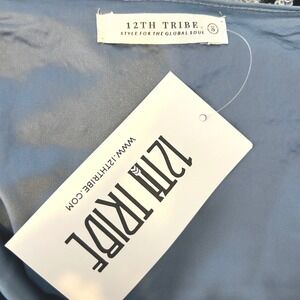 12TH TRIBE.
STYLE FOR THE GLOBAL SOUL
S
12TH TRIBE
WWW.12THTRIBE.COM